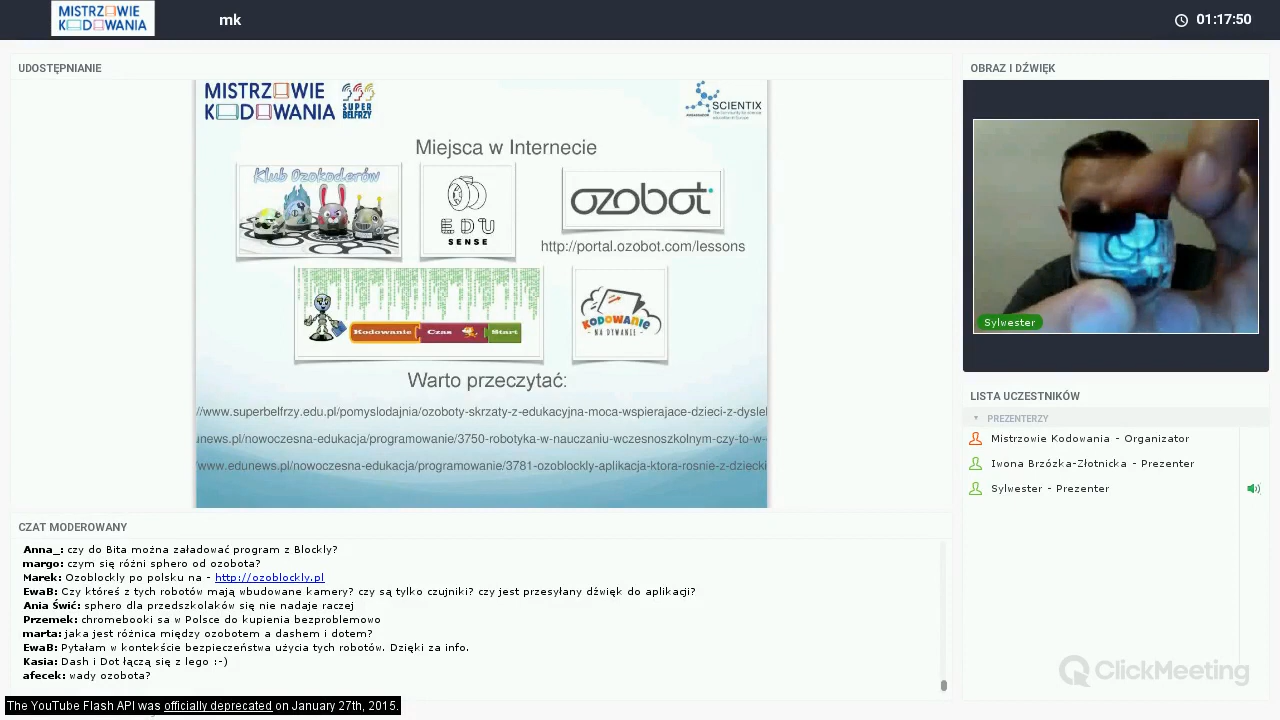 MISTRZOWIE
KODOWANIA
mk
01:17:50
UDOSTĘPNIANIE
MISTRZOWIE
KODOWANIA
SUPER
BELFRZY
SCIENTIX
Miejsca w Internecie
Klub Ozokoderów
EDU
SENSE
ozobot
http://portal.ozobot.com/lessons
Kodowanie Czas Start
KODOWANIE
- NA DYWANIE -
Warto przeczytać:
//www.superbelfrzy.edu.pl/pomyslodajnia/ozoboty-skrzaty-z-edukacyjna-moca-wspierajace-dzieci-z-dyslel
unews.pl/nowoczesna-edukacja/programowanie/3750-robotyka-w-nauczaniu-wczesnoszkolnym-czy-to-w-
/www.edunews.pl/nowoczesna-edukacja/programowanie/3781-ozoblockly-aplikacja-ktora-rosnie-z-dziecki
CZAT MODEROWANY
Anna_: czy do Bita można załadować program z Blockly?
margo: czym się różni sphero od ozobota?
Marek: Ozoblockly po polsku na - http://ozoblockly.pl
EwaB: Czy któreś z tych robotów mają wbudowane kamery? czy są tylko czujniki? czy jest przesyłany dźwięk do aplikacji?
Ania Świć: sphero dla przedszkolaków się nie nadaje raczej
Przemek: chromebooki sa w Polsce do kupienia bezproblemowo
marta: jaka jest różnica między ozobotem a dashem i dotem?
EwaB: Pytałam w kontekście bezpieczeństwa użycia tych robotów. Dzięki za info.
Kasia: Dash i Dot łączą się z lego :-)
afecek: wady ozobota?
The YouTube Flash API was officially deprecated on January 27th, 2015.
OBRAZ I DŹWIĘK
Sylwester
LISTA UCZESTNIKÓW
PREZENTERZY
Mistrzowie Kodowania - Organizator
Iwona Brzózka-Złotnicka - Prezenter
Sylwester - Prezenter
ClickMeeting